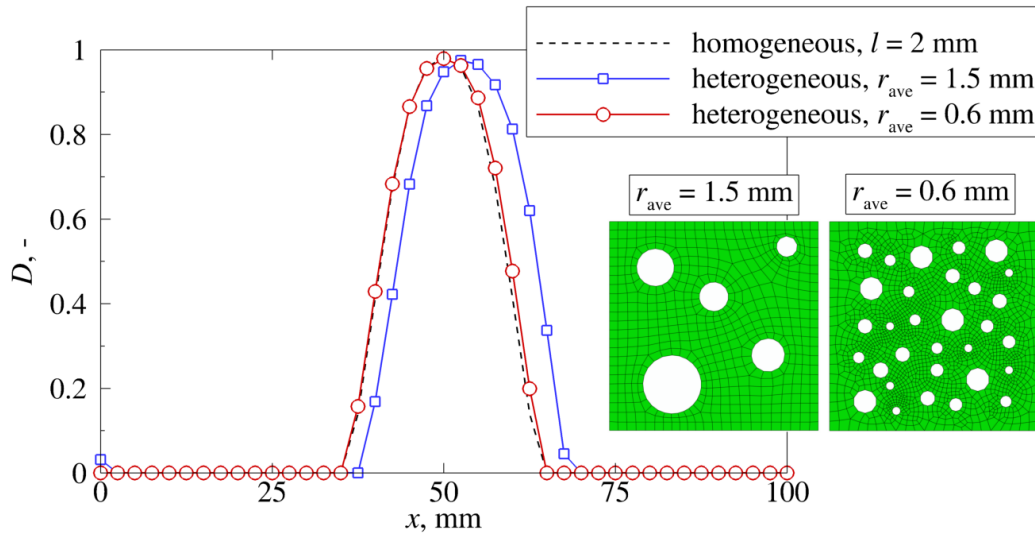 homogeneous, l = 2 mm
heterogeneous, r_ave = 1.5 mm
heterogeneous, r_ave = 0.6 mm
r_ave = 1.5 mm
r_ave = 0.6 mm
1
0.8
0.6
0.4
0.2
0
D, -
0
25
50
75
100
x, mm